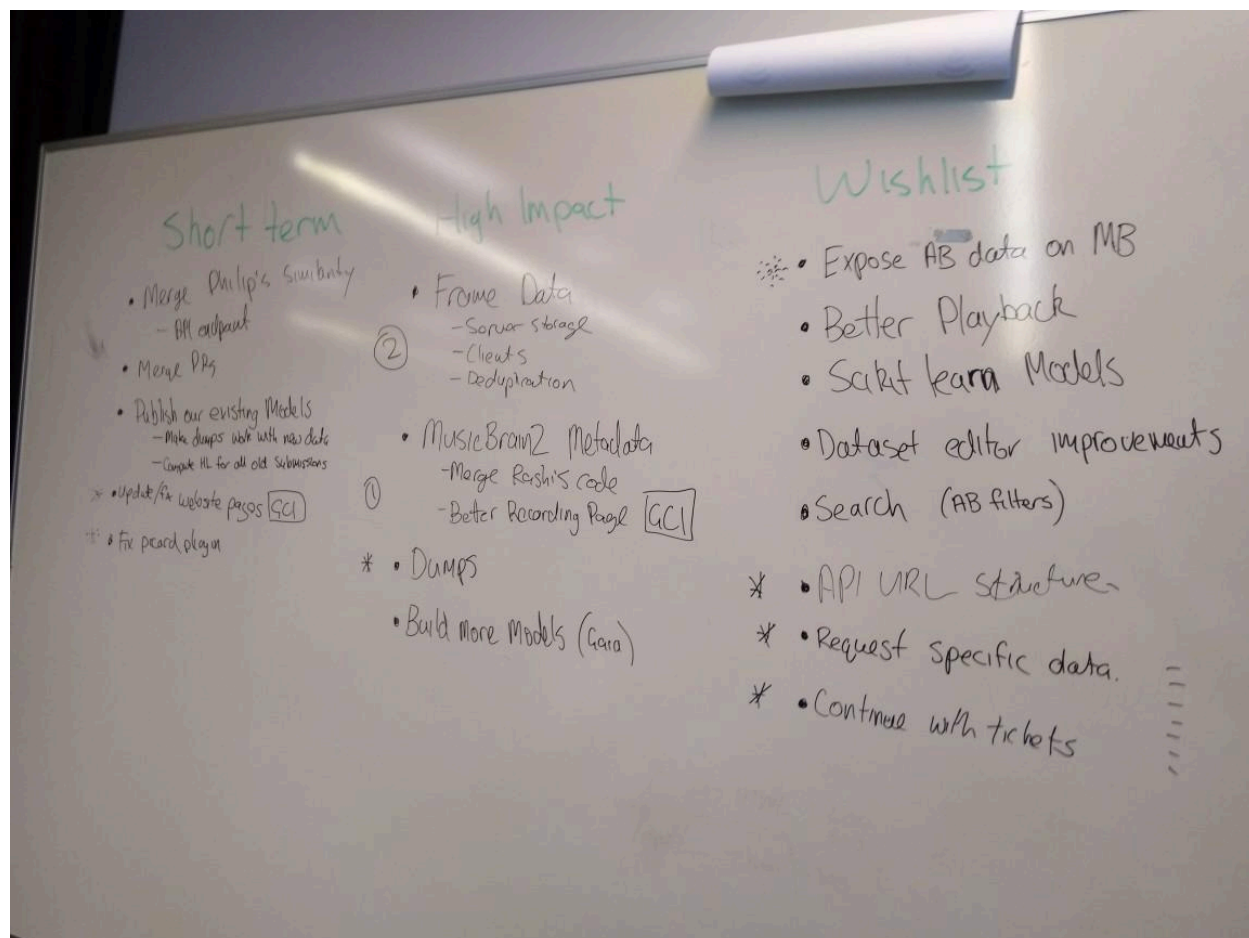 Short term
• Merge Philip's Similarity
- API endpoint
• Merge PRs
• Publish our existing Models
- Make dumps work with new data
- Compute HL for all old Submissions
* • Update/fix website pages GCI
* • Fix picard plugin
High Impact
• Frame Data
② - Server storage
- Clients
- Deduplication
• MusicBrainz Metadata
① - Merge Rashi's code
- Better Recording Page GCI
* • Dumps
• Build more Models
Wishlist
• Expose AB data on MB
• Better Playback
• Scikit learn Models
• Dataset editor improvements
• Search (AB filters)
* • API URL structure
* • Request specific data.
* • Continue with tickets